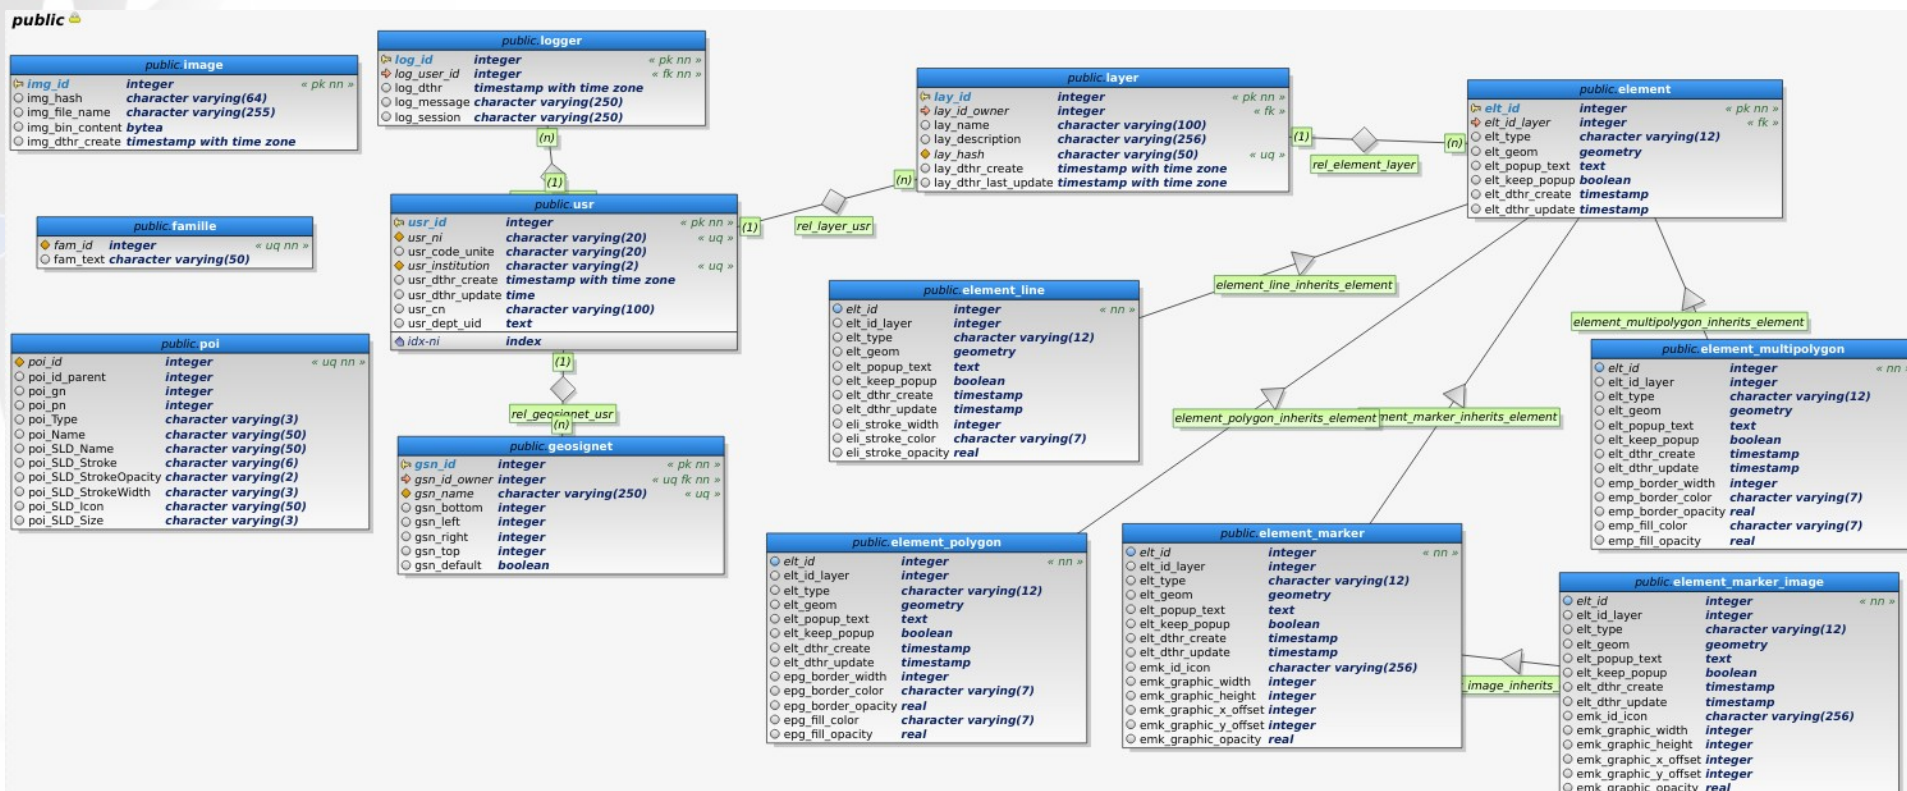 public
public.image
img_id integer « pk nn »
img_hash character varying(64)
img_file_name character varying(255)
img_bin_content bytea
img_dthr_create timestamp with time zone
public.logger
log_id integer « pk nn »
log_user_id integer « fk nn »
log_dthr timestamp with time zone
log_message character varying(250)
log_session character varying(250)
(n)
(1)
public.famille
fam_id integer « uq nn »
fam_text character varying(50)
public.usr
usr_id integer « pk nn »
usr_ni character varying(20) « uq »
usr_code_unite character varying(20)
usr_institution character varying(2) « uq »
usr_dthr_create timestamp with time zone
usr_dthr_update time
usr_cn character varying(100)
usr_dept_uid text
idx-ni index
(1)
rel_layer_usr
(n)
public.layer
lay_id integer « pk nn »
lay_id_owner integer « fk »
lay_name character varying(100)
lay_description character varying(256)
lay_hash character varying(50) « uq »
lay_dthr_create timestamp with time zone
lay_dthr_last_update timestamp with time zone
(1)
rel_element_layer
(n)
public.element
elt_id integer « pk nn »
elt_id_layer integer « fk »
elt_type character varying(12)
elt_geom geometry
elt_popup_text text
elt_keep_popup boolean
elt_dthr_create timestamp
elt_dthr_update timestamp
public.poi
poi_id integer « uq nn »
poi_id_parent integer
poi_gn integer
poi_pn integer
poi_Type character varying(3)
poi_Name character varying(50)
poi_SLD_Name character varying(50)
poi_SLD_Stroke character varying(6)
poi_SLD_StrokeOpacity character varying(2)
poi_SLD_StrokeWidth character varying(3)
poi_SLD_Icon character varying(50)
poi_SLD_Size character varying(3)
(1)
rel_geosignet_usr
(n)
public.geosignet
gsn_id integer « pk nn »
gsn_id_owner integer « uq fk nn »
gsn_name character varying(250) « uq »
gsn_bottom integer
gsn_left integer
gsn_right integer
gsn_top integer
gsn_default boolean
public.element_line
elt_id integer « nn »
elt_id_layer integer
elt_type character varying(12)
elt_geom geometry
elt_popup_text text
elt_keep_popup boolean
elt_dthr_create timestamp
elt_dthr_update timestamp
eli_stroke_width integer
eli_stroke_color character varying(7)
eli_stroke_opacity real
element_line_inherits_element
element_multipolygon_inherits_element
element_polygon_inherits_element
ment_marker_inherits_element
public.element_multipolygon
elt_id integer « nn
elt_id_layer integer
elt_type character varying(12)
elt_geom geometry
elt_popup_text text
elt_keep_popup boolean
elt_dthr_create timestamp
elt_dthr_update timestamp
emp_border_width integer
emp_border_color character varying(7)
emp_border_opacity real
emp_fill_color character varying(7)
emp_fill_opacity real
public.element_polygon
elt_id integer « nn »
elt_id_layer integer
elt_type character varying(12)
elt_geom geometry
elt_popup_text text
elt_keep_popup boolean
elt_dthr_create timestamp
elt_dthr_update timestamp
epg_border_width integer
epg_border_color character varying(7)
epg_border_opacity real
epg_fill_color character varying(7)
epg_fill_opacity real
public.element_marker
elt_id integer « nn »
elt_id_layer integer
elt_type character varying(12)
elt_geom geometry
elt_popup_text text
elt_keep_popup boolean
elt_dthr_create timestamp
elt_dthr_update timestamp
emk_id_icon character varying(256)
emk_graphic_width integer
emk_graphic_height integer
emk_graphic_x_offset integer
emk_graphic_y_offset integer
emk_graphic_opacity real
_image_inherits_
public.element_marker_image
elt_id integer « nn »
elt_id_layer integer
elt_type character varying(12)
elt_geom geometry
elt_popup_text text
elt_keep_popup boolean
elt_dthr_create timestamp
elt_dthr_update timestamp
emk_id_icon character varying(256)
emk_graphic_width integer
emk_graphic_height integer
emk_graphic_x_offset integer
emk_graphic_y_offset integer
emk_graphic_opacity real